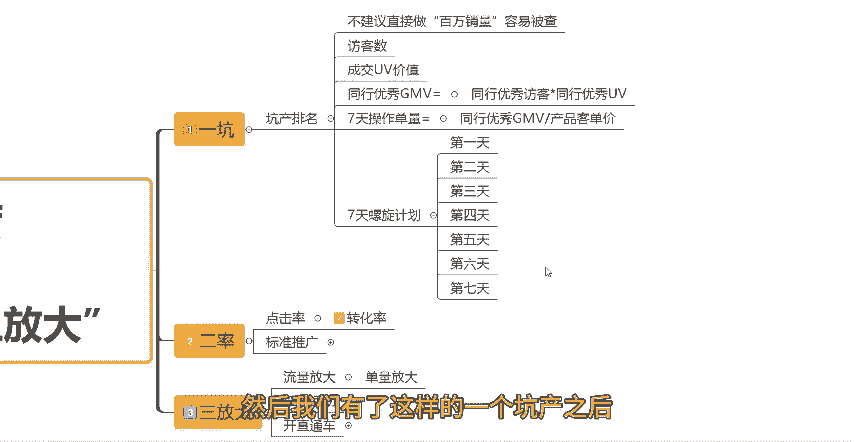 不建议直接做“百万销量”容易被查
访客数
成交UV价值
同行优秀GMV= 同行优秀访客*同行优秀UV
坑产排名
7天操作单量= 同行优秀GMV/产品客单价
1 一坑
第一天
第二天
第三天
7天螺旋计划
第四天
第五天
第六天
第七天
放大”
点击率 转化率
2 二率
标准推广
流量放大 单量放大
3 三放大
然后我们有了这样的一个坑产之后
开直通车